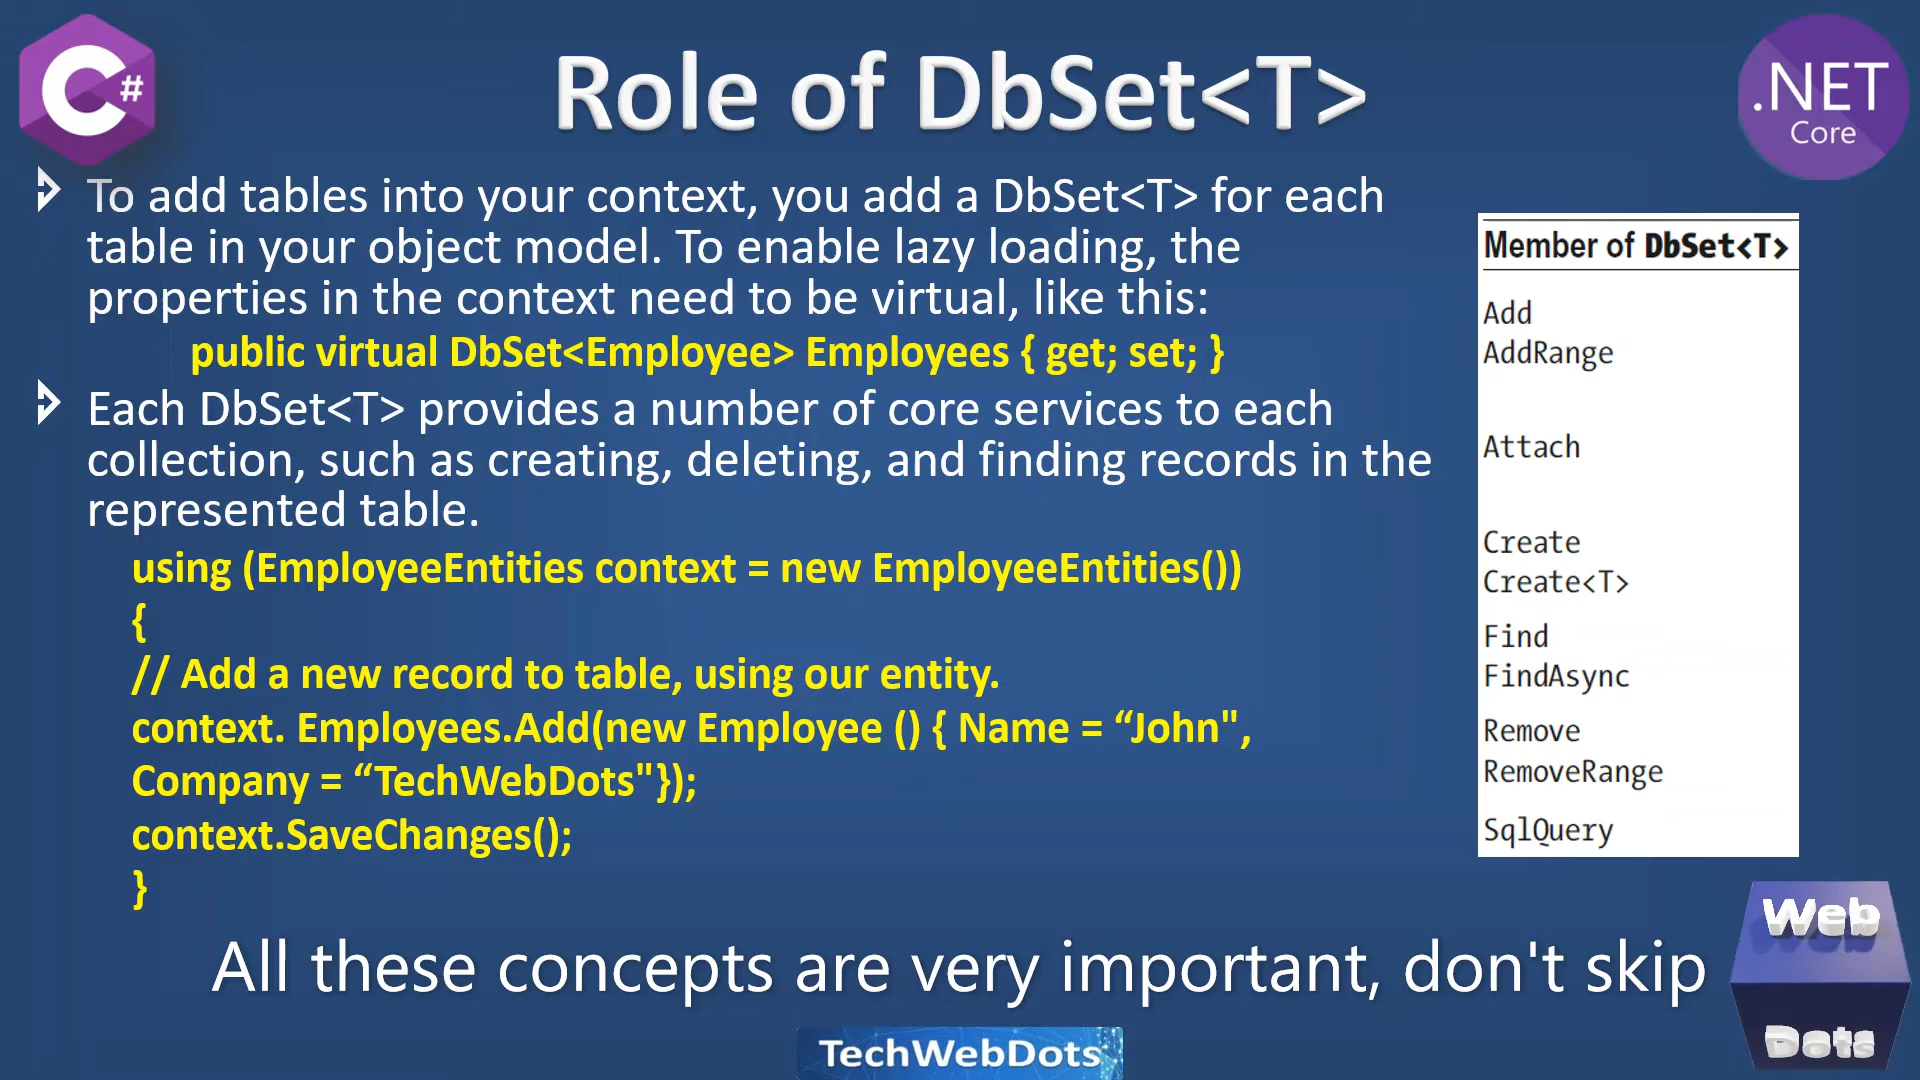 C#
Role of DbSet<T>
.NET
Core
To add tables into your context, you add a DbSet<T> for each
table in your object model. To enable lazy loading, the
properties in the context need to be virtual, like this:
public virtual DbSet<Employee> Employees { get; set; }
Each DbSet<T> provides a number of core services to each
collection, such as creating, deleting, and finding records in the
represented table.
using (EmployeeEntities context = new EmployeeEntities())
{
// Add a new record to table, using our entity.
context. Employees.Add(new Employee () { Name = “John",
Company = “TechWebDots"});
context.SaveChanges();
}
Member of DbSet<T>
Add
AddRange
Attach
Create
Create<T>
Find
FindAsync
Remove
RemoveRange
SqlQuery
All these concepts are very important, don't skip
Web
Dots
TechWebDots